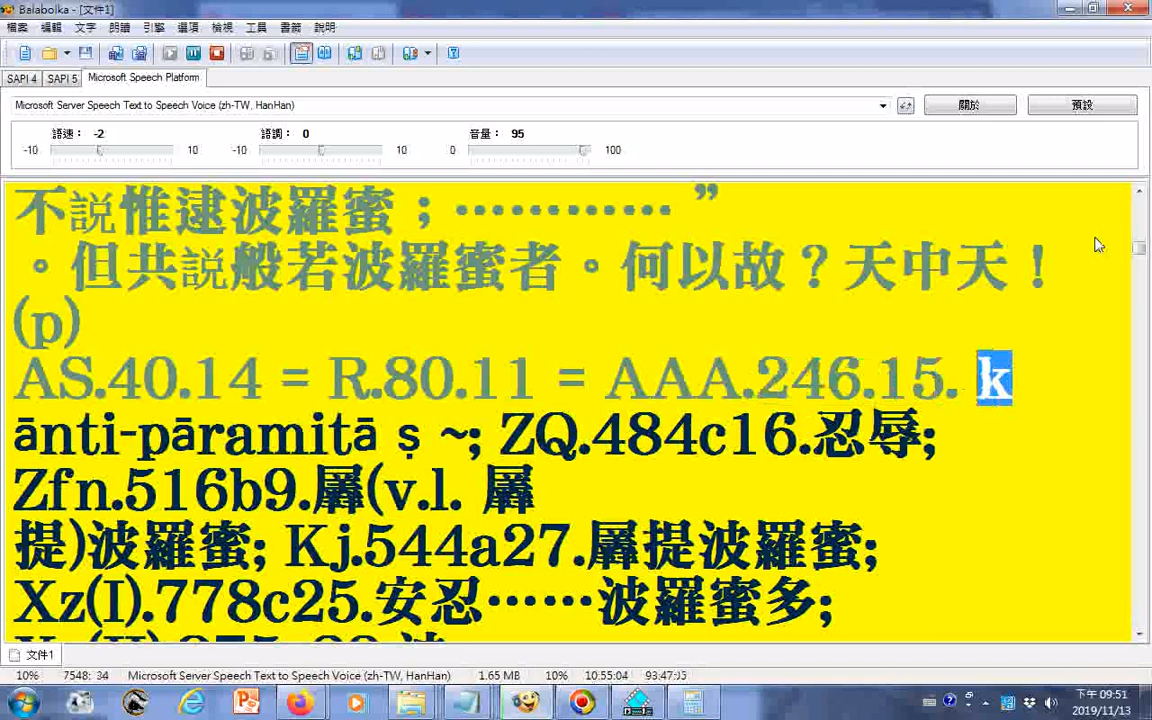 Balabolka - [文件1]
檔案 編輯 文字 朗讀 引擎 選項 檢視 工具 書籤 說明
SAPI 4 SAPI 5 Microsoft Speech Platform
Microsoft Server Speech Text to Speech Voice (zh-TW, HanHan) 關於 預設
語速： -2 語調： 0 音量： 95
-10 10 -10 10 0 100
不説惟逮波羅蜜；…………”
。但共説般若波羅蜜者。何以故？天中天！
(p)
AS.40.14 = R.80.11 = AAA.246.15. k
ānti-pāramitā ṣ ~; ZQ.484c16.忍辱;
Zfn.516b9.羼(v.l. 羼
提)波羅蜜; Kj.544a27.羼提波羅蜜;
Xz(I).778c25.安忍……波羅蜜多;
文件1
10% 7548: 34 Microsoft Server Speech Text to Speech Voice (zh-TW, HanHan) 1.65 MB 10% 10:55:04 93:47:15
下午 09:51
2019/11/13